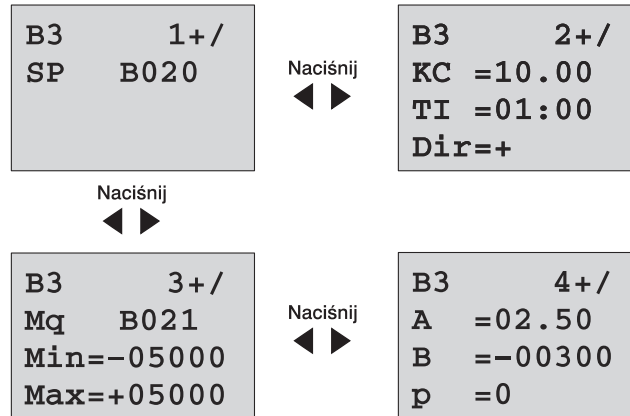 B3 1+/
SP B020
Naciśnij
B3 2+/
KC =10.00
TI =01:00
Dir=+
Naciśnij
B3 3+/
Mq B021
Min=-05000
Max=+05000
Naciśnij
B3 4+/
A =02.50
B =-00300
p =0